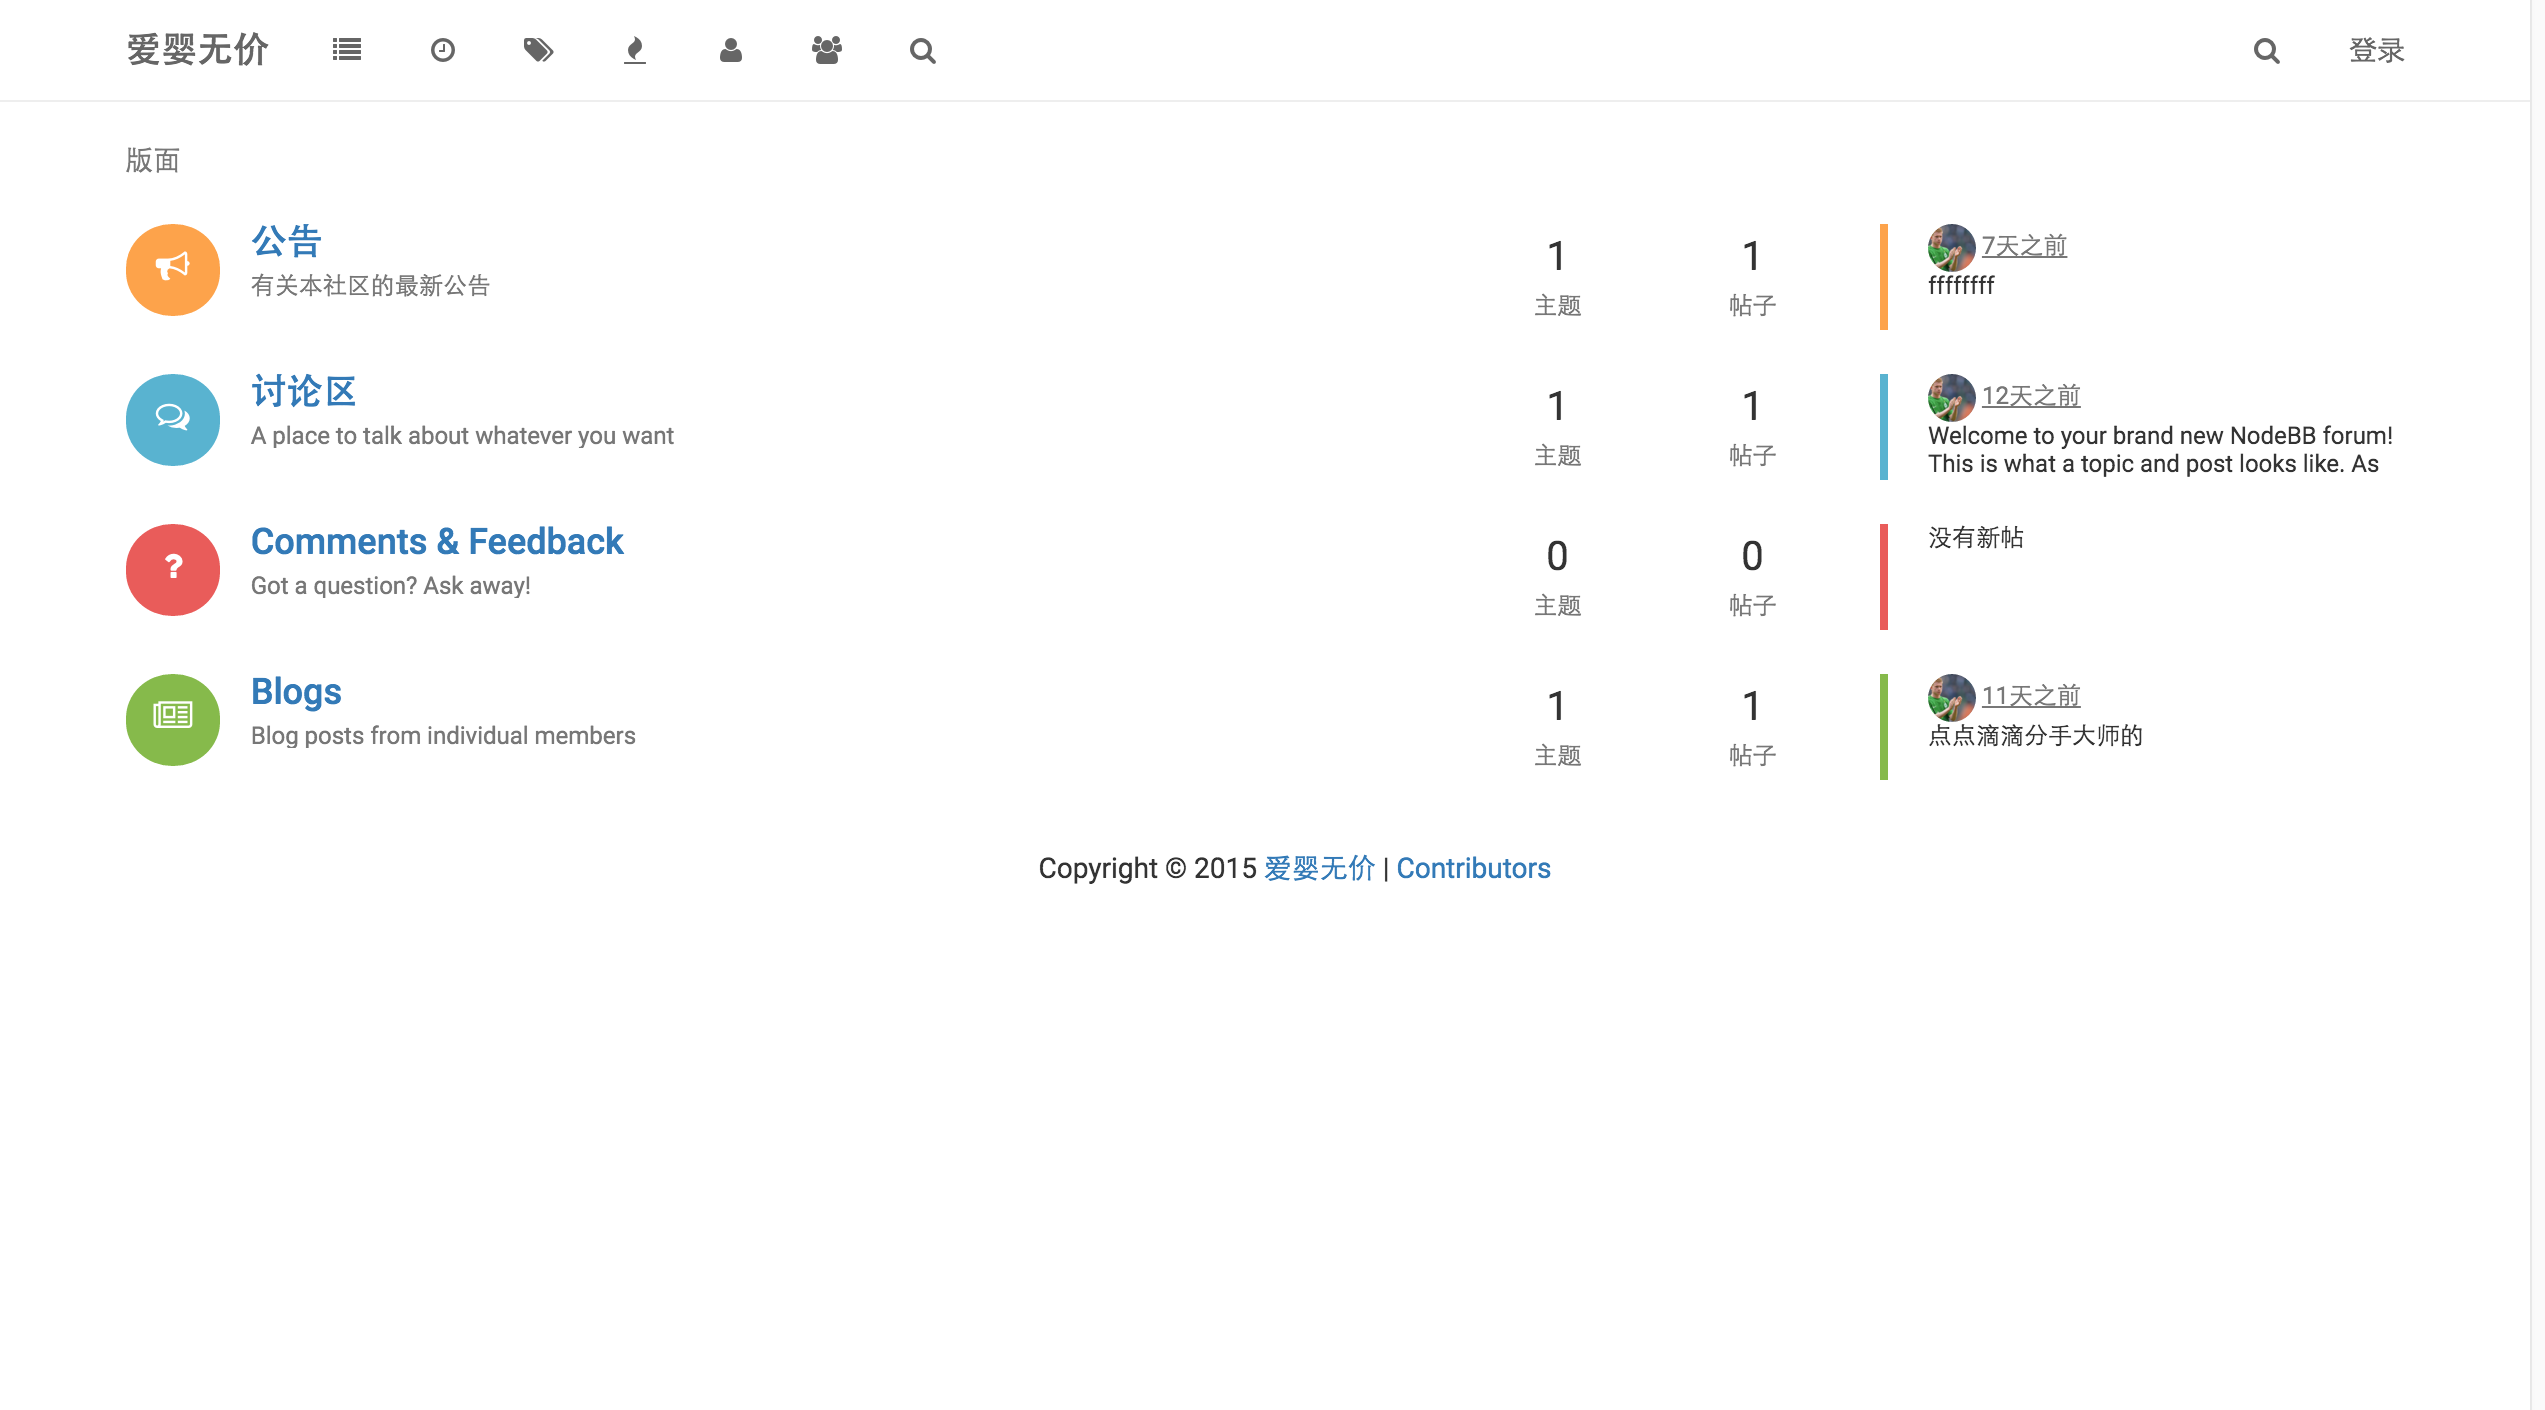 爱婴无价 登录
版面
公告
有关本社区的最新公告
1 1
主题 帖子
7天之前
ffffffff
讨论区
A place to talk about whatever you want
1 1
主题 帖子
12天之前
Welcome to your brand new NodeBB forum!
This is what a topic and post looks like. As
Comments & Feedback
Got a question? Ask away!
0 0
主题 帖子
没有新帖
Blogs
Blog posts from individual members
1 1
主题 帖子
11天之前
点点滴滴分手大师的
Copyright © 2015 爱婴无价 | Contributors